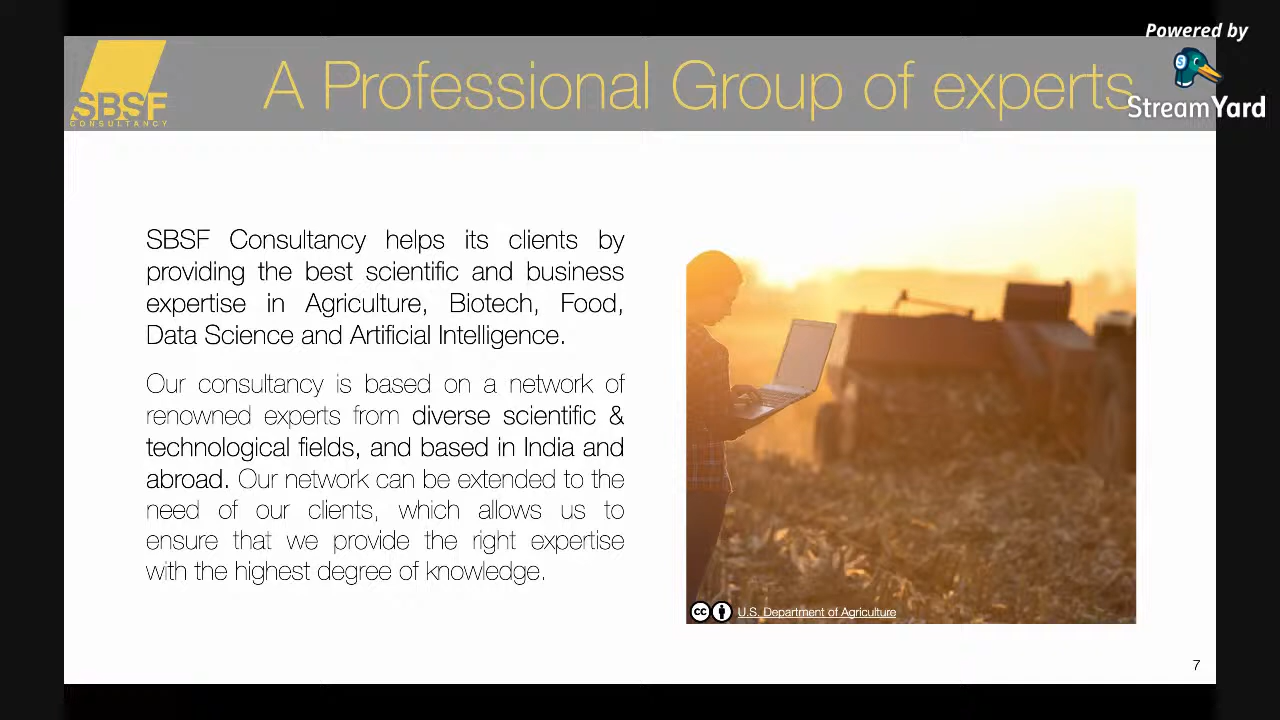 Powered by
StreamYard
SBSF
CONSULTANCY
A Professional Group of experts
SBSF Consultancy helps its clients by
providing the best scientific and business
expertise in Agriculture, Biotech, Food,
Data Science and Artificial Intelligence.
Our consultancy is based on a network of
renowned experts from diverse scientific &
technological fields, and based in India and
abroad. Our network can be extended to the
need of our clients, which allows us to
ensure that we provide the right expertise
with the highest degree of knowledge.
cc
U.S. Department of Agriculture
7